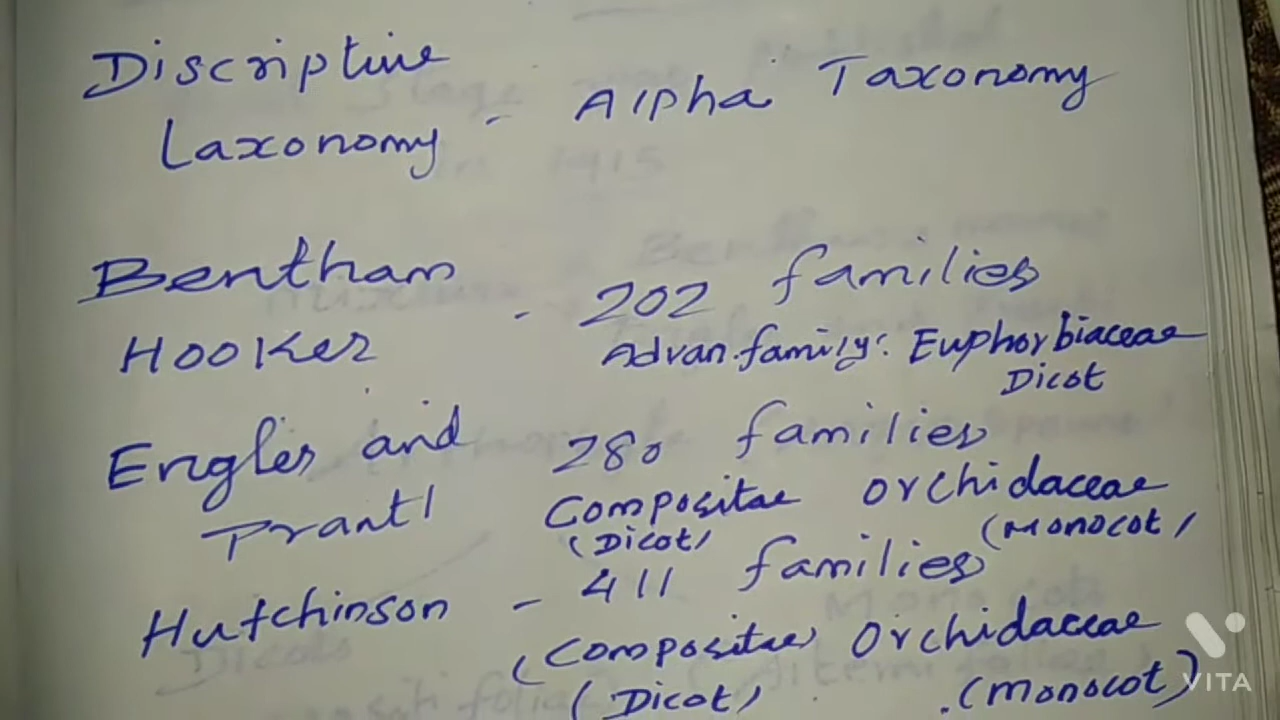 Discriptive
Laxonomy - Alpha Taxonomy
Bentham
Hooker - 202 families
Advan. family: Euphorbiaceae
Dicot
Engler and
Prantl 280 families
Compositae Orchidaceae
(Dicot) (Monocot)
Hutchinson - 411 families
(Compositae) Orchidaceae
(Dicot) (Monocot)
VITA